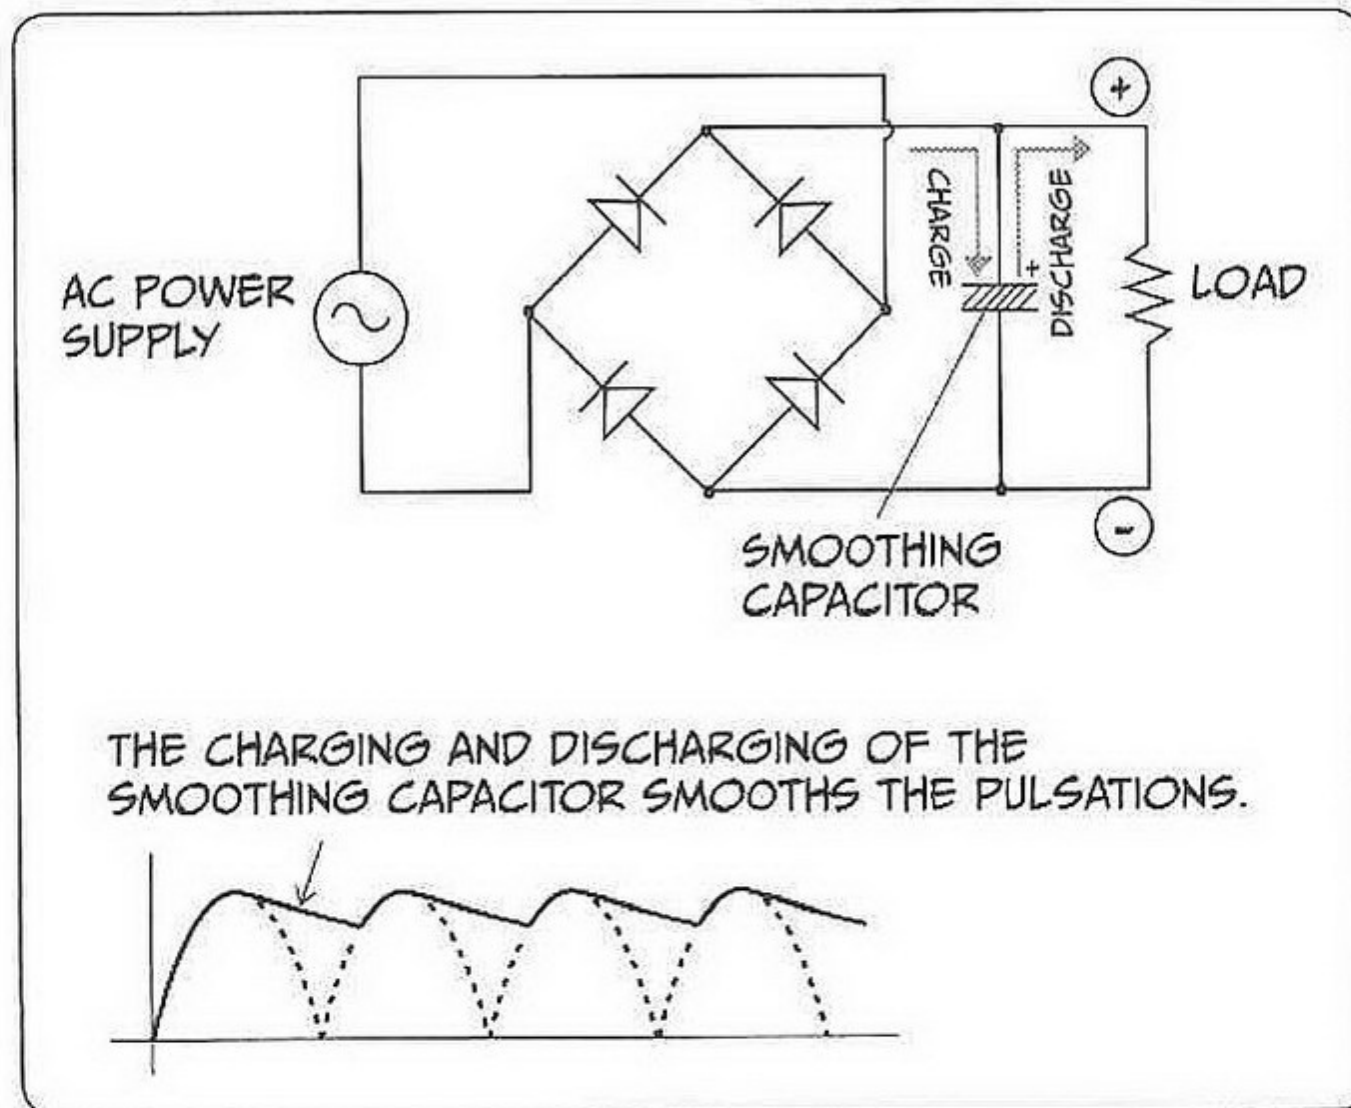 +
CHARGE
DISCHARGE
+
AC POWER
SUPPLY
LOAD
-
SMOOTHING
CAPACITOR
THE CHARGING AND DISCHARGING OF THE
SMOOTHING CAPACITOR SMOOTHS THE PULSATIONS.